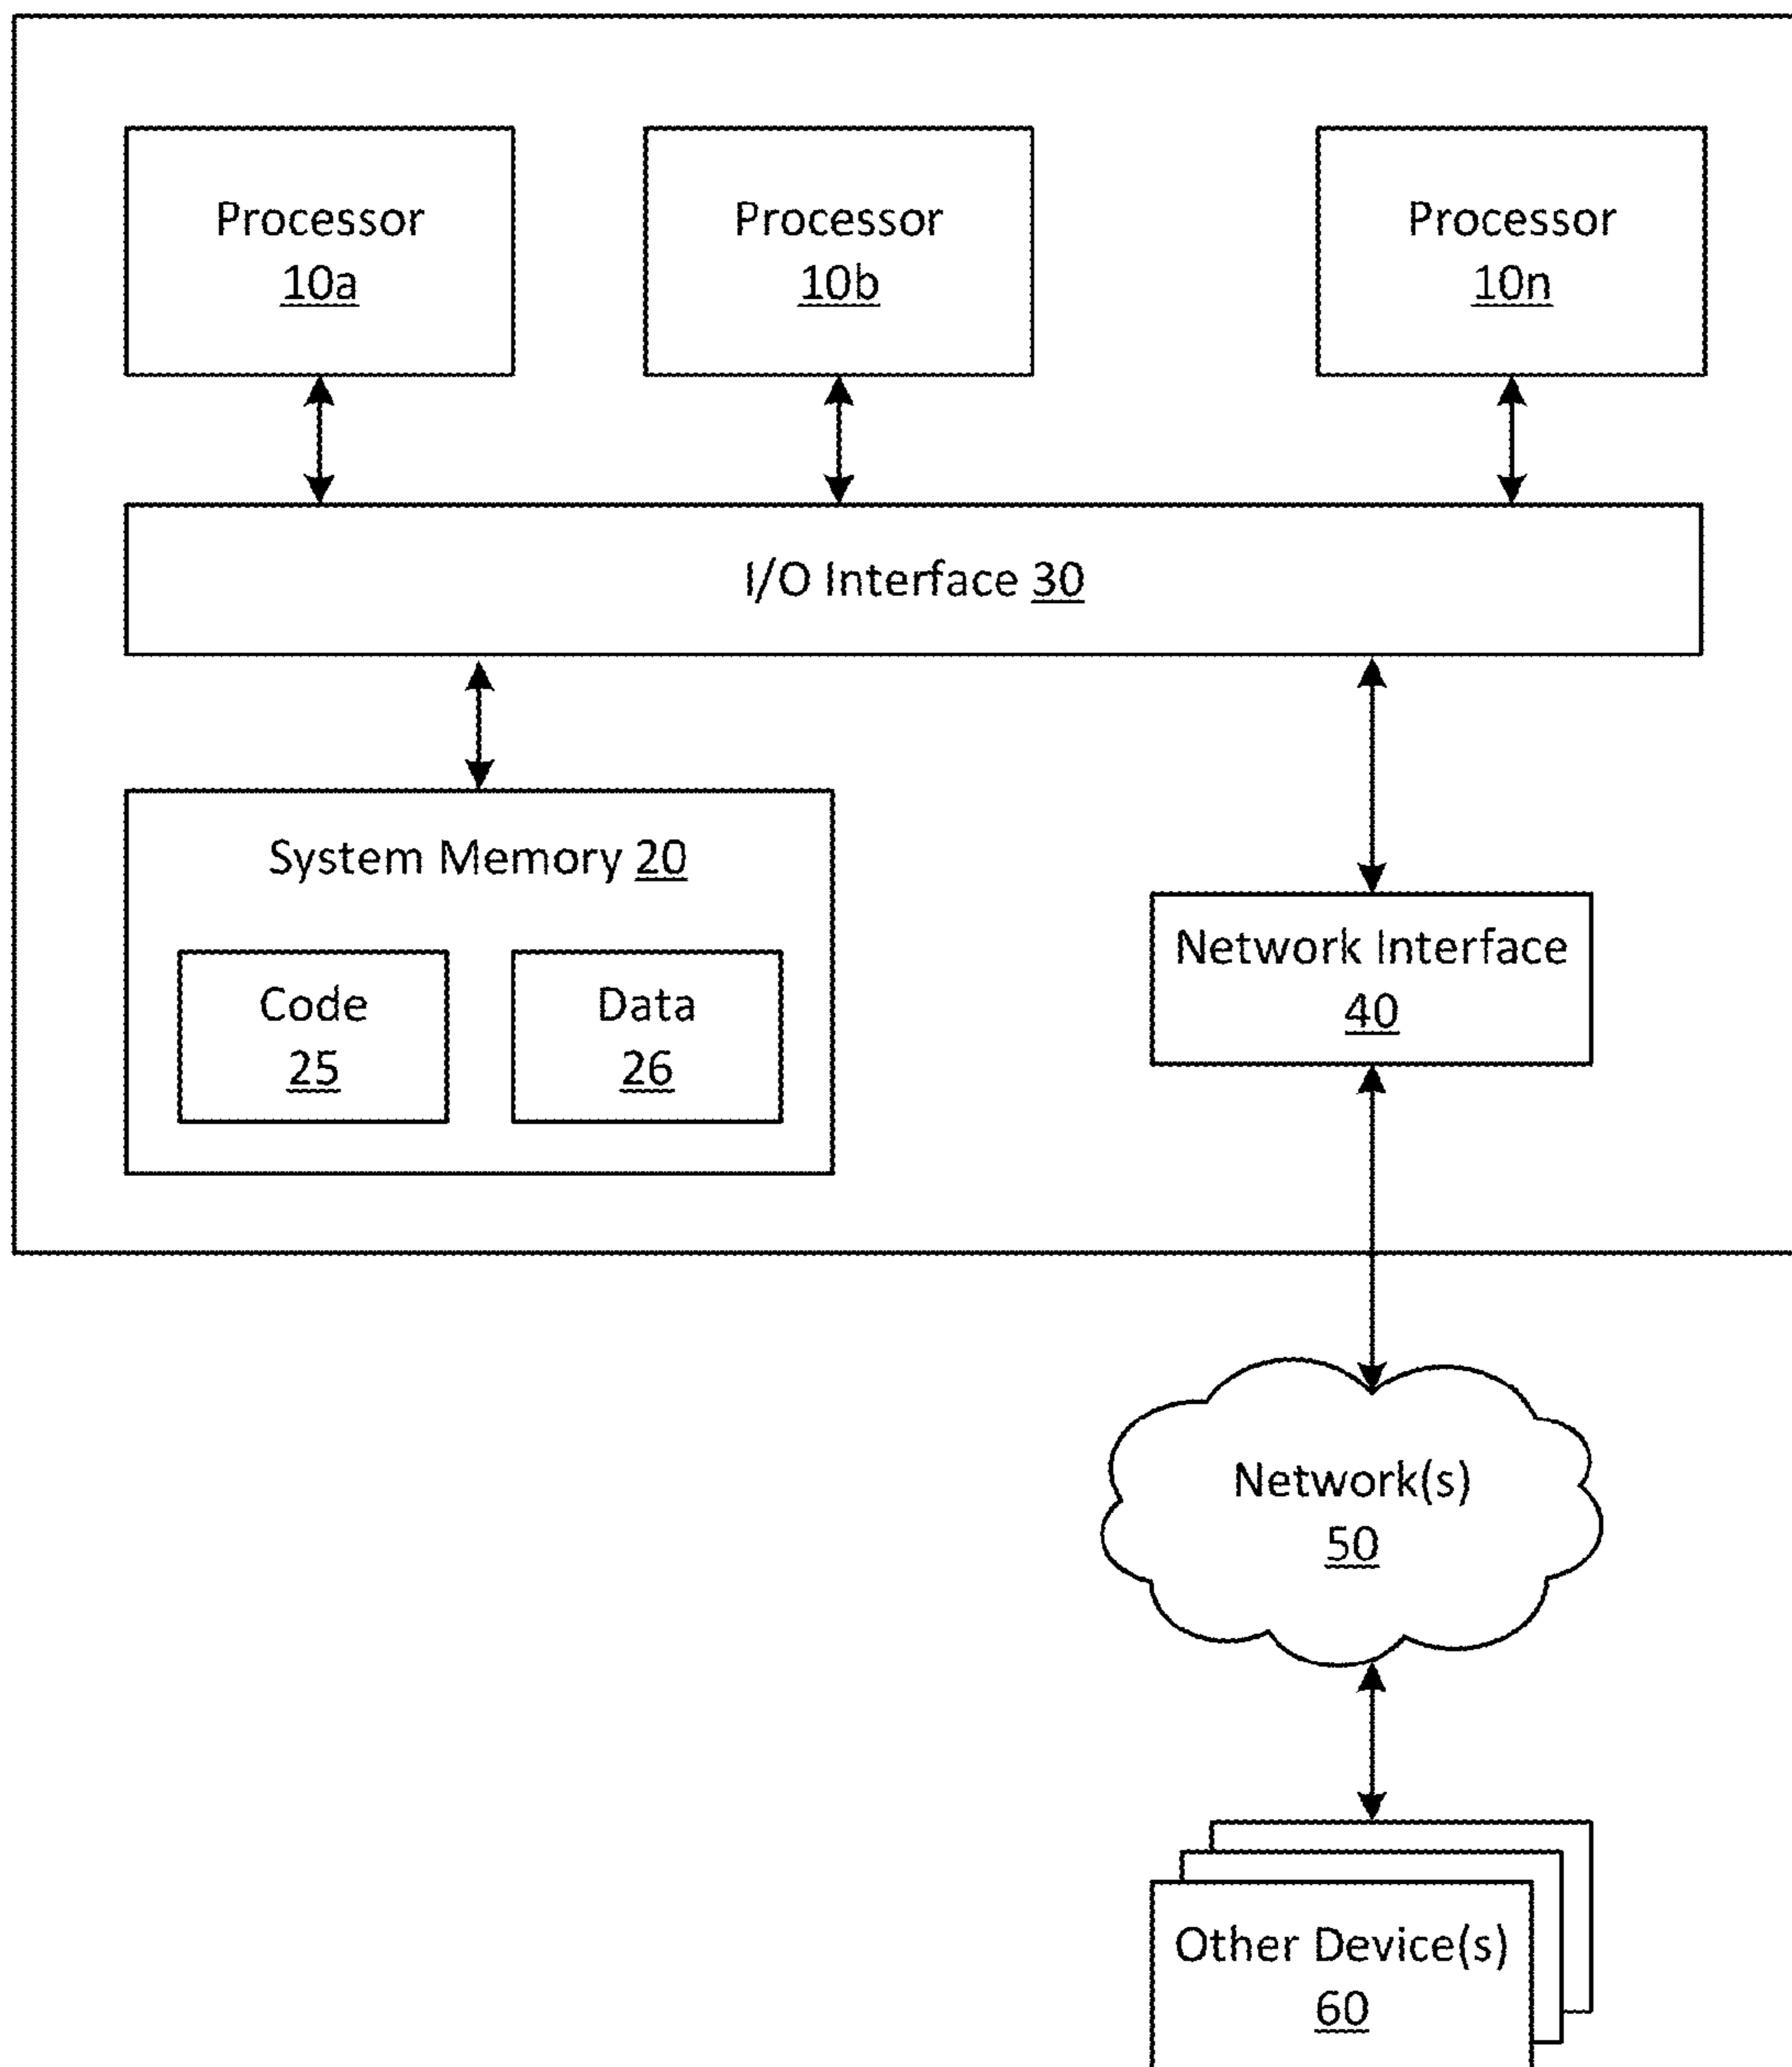 Processor
10a
Processor
10b
Processor
10n
I/O Interface 30
System Memory 20
Code
25
Data
26
Network Interface
40
Network(s)
50
Other Device(s)
60